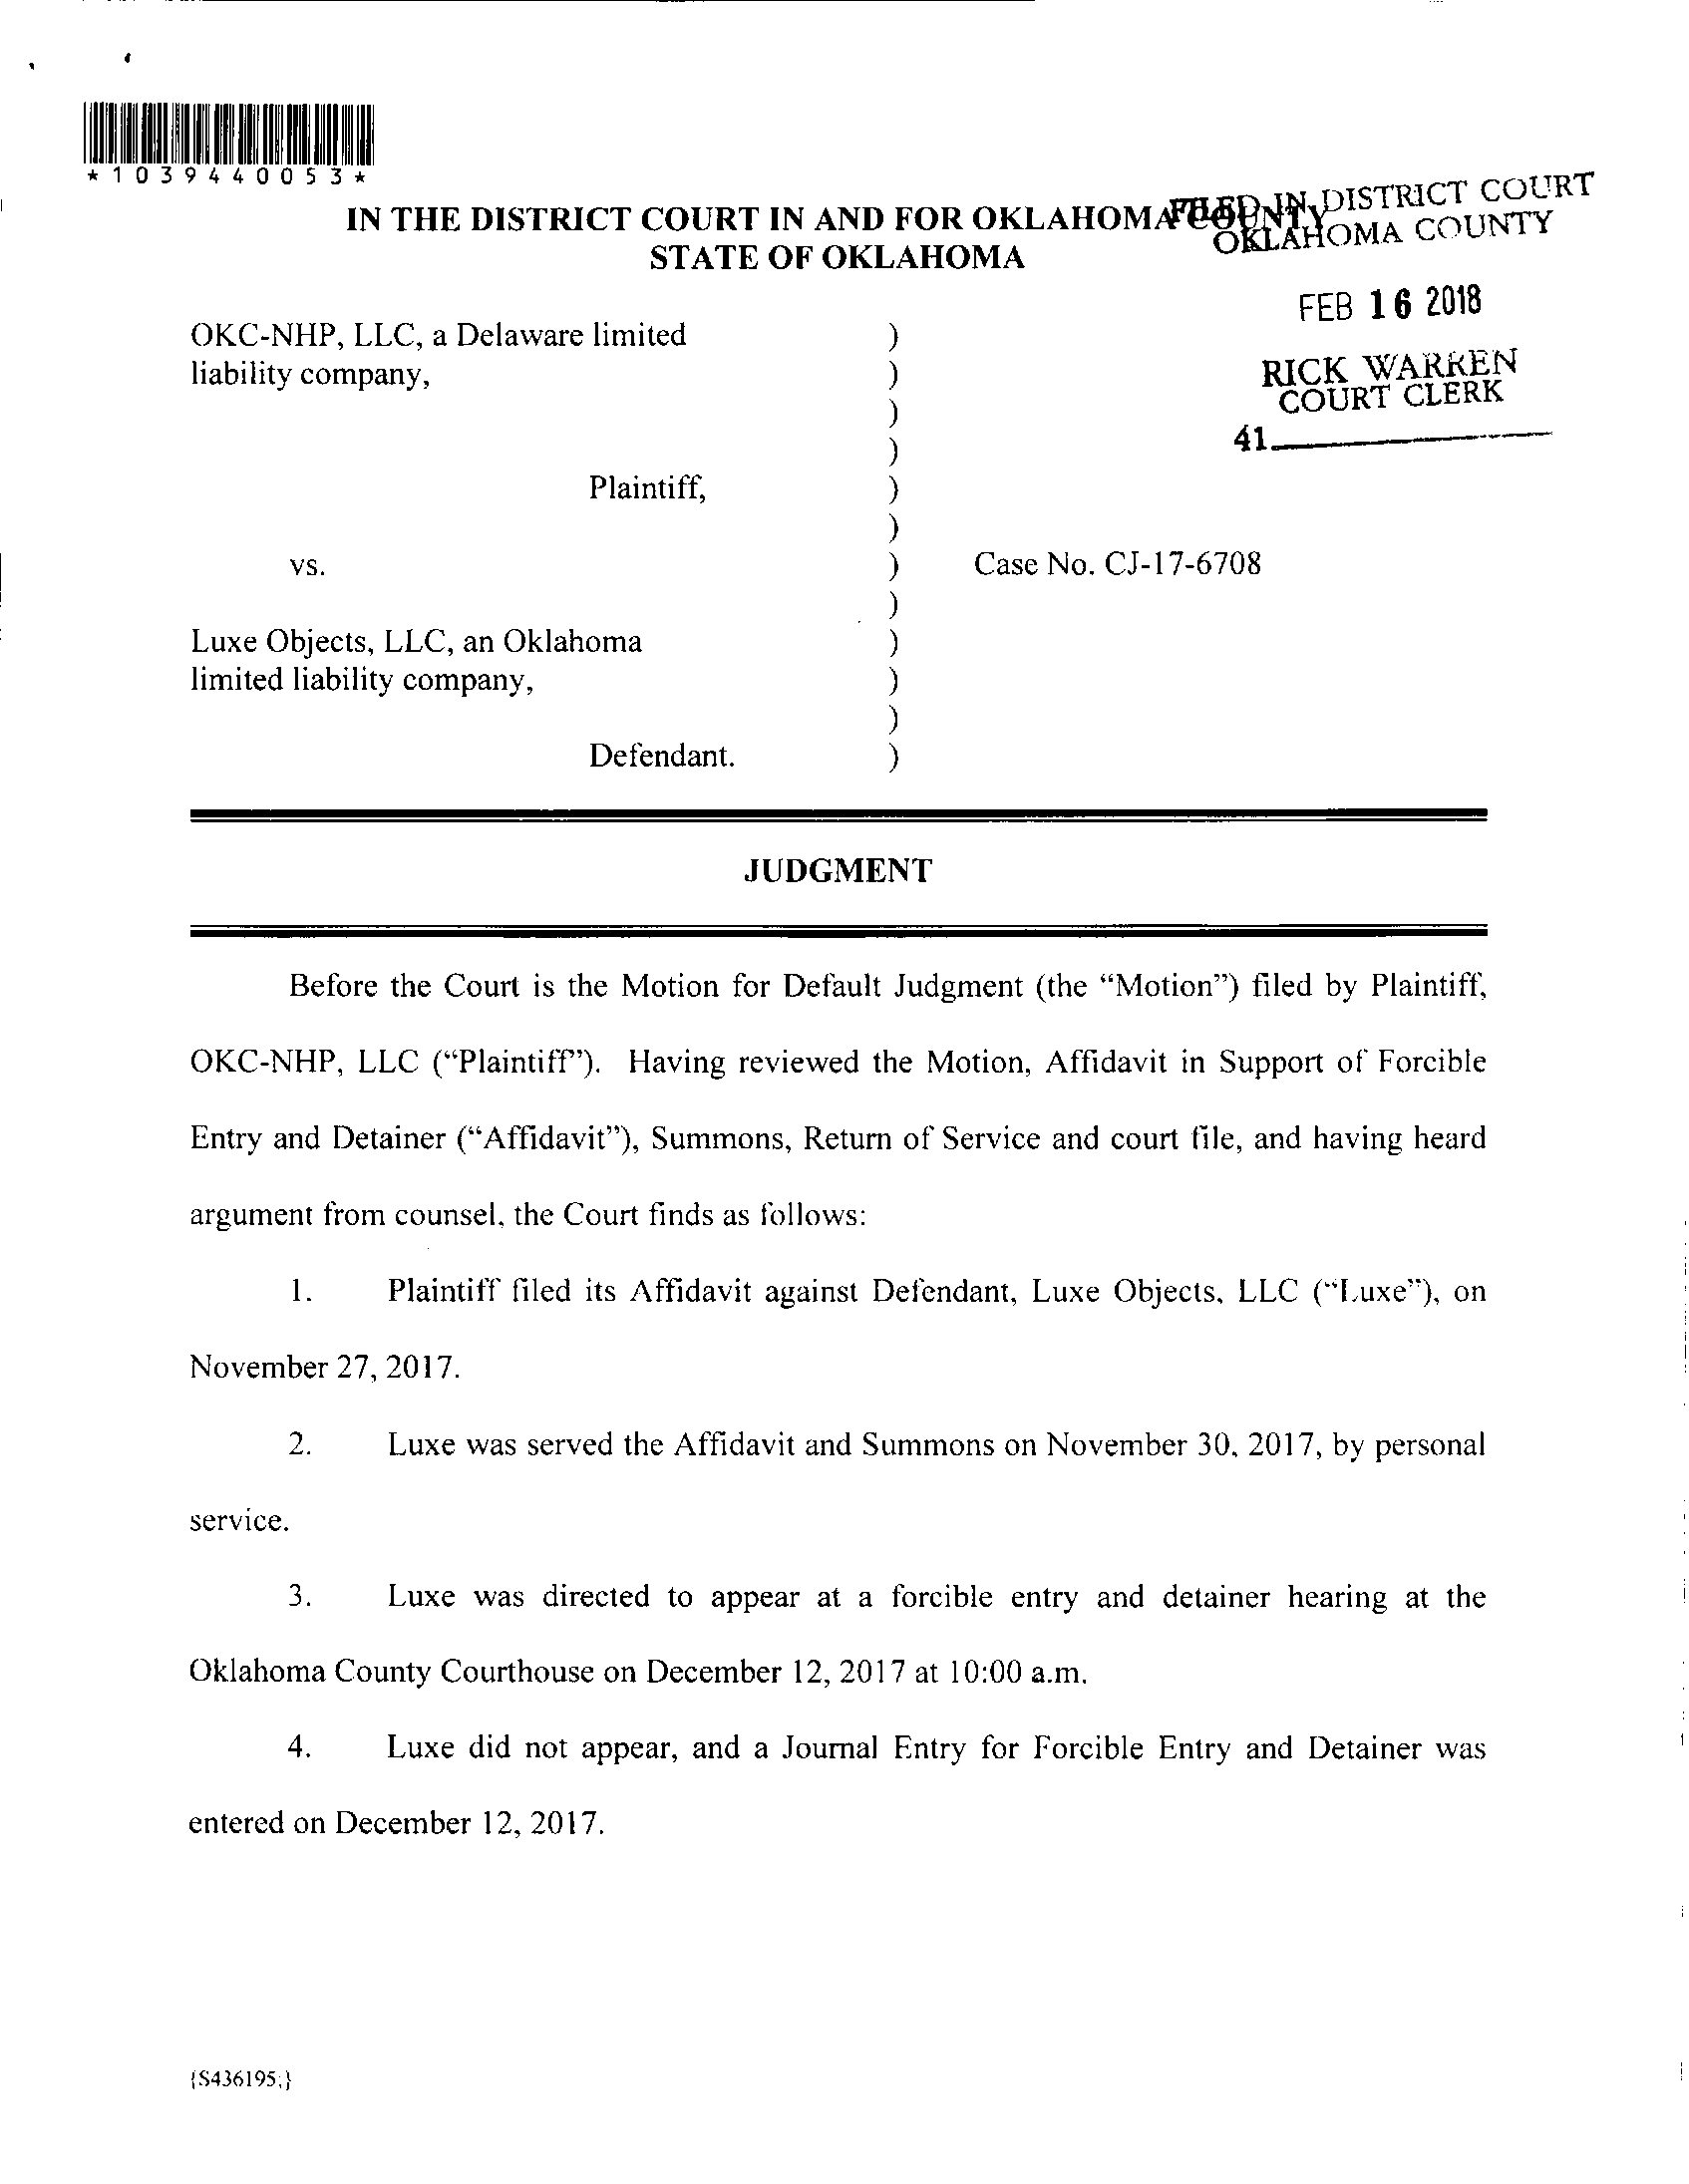 *1039440053*
IN THE DISTRICT COURT IN AND FOR OKLAHOMA COUNTY
STATE OF OKLAHOMA
FILED IN DISTRICT COURT
OKLAHOMA COUNTY
FEB 16 2018
RICK WARREN
COURT CLERK
41
OKC-NHP, LLC, a Delaware limited )
liability company, )
)
)
Plaintiff, )
)
vs. ) Case No. CJ-17-6708
)
Luxe Objects, LLC, an Oklahoma )
limited liability company, )
)
Defendant. )
JUDGMENT
Before the Court is the Motion for Default Judgment (the “Motion”) filed by Plaintiff,
OKC-NHP, LLC (“Plaintiff”). Having reviewed the Motion, Affidavit in Support of Forcible
Entry and Detainer (“Affidavit”), Summons, Return of Service and court file, and having heard
argument from counsel, the Court finds as follows:
1. Plaintiff filed its Affidavit against Defendant, Luxe Objects, LLC (“Luxe”), on
November 27, 2017.
2. Luxe was served the Affidavit and Summons on November 30, 2017, by personal
service.
3. Luxe was directed to appear at a forcible entry and detainer hearing at the
Oklahoma County Courthouse on December 12, 2017 at 10:00 a.m.
4. Luxe did not appear, and a Journal Entry for Forcible Entry and Detainer was
entered on December 12, 2017.
{S436195;}